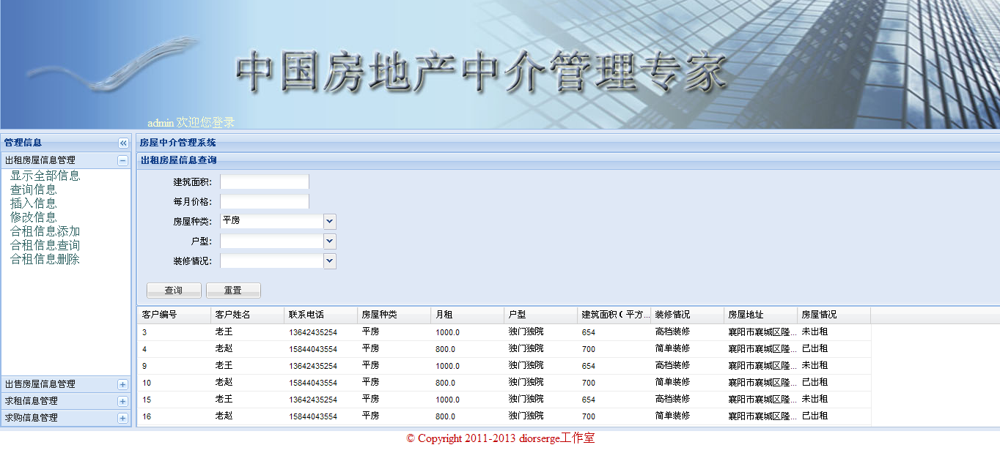 中国房地产中介管理专家
admin 欢迎您登录
管理信息
出租房屋信息管理
显示全部信息
查询信息
插入信息
修改信息
合租信息添加
合租信息查询
合租信息删除
出售房屋信息管理
求租信息管理
求购信息管理
房屋中介管理系统
出租房屋信息查询
建筑面积:
每月价格:
房屋种类: 平房
户型:
装修情况:
查询 重置
客户编号 客户姓名 联系电话 房屋种类 月租 户型 建筑面积(平方... 装修情况 房屋地址 房屋情况
3 老王 13642435254 平房 1000.0 独门独院 654 高档装修 襄阳市襄城区隆... 未出租
4 老赵 15844043554 平房 800.0 独门独院 700 简单装修 襄阳市襄城区隆... 已出租
9 老王 13642435254 平房 1000.0 独门独院 654 高档装修 襄阳市襄城区隆... 未出租
10 老赵 15844043554 平房 800.0 独门独院 700 简单装修 襄阳市襄城区隆... 已出租
15 老王 13642435254 平房 1000.0 独门独院 654 高档装修 襄阳市襄城区隆... 未出租
16 老赵 15844043554 平房 800.0 独门独院 700 简单装修 襄阳市襄城区隆... 已出租
© Copyright 2011-2013 diorserge工作室